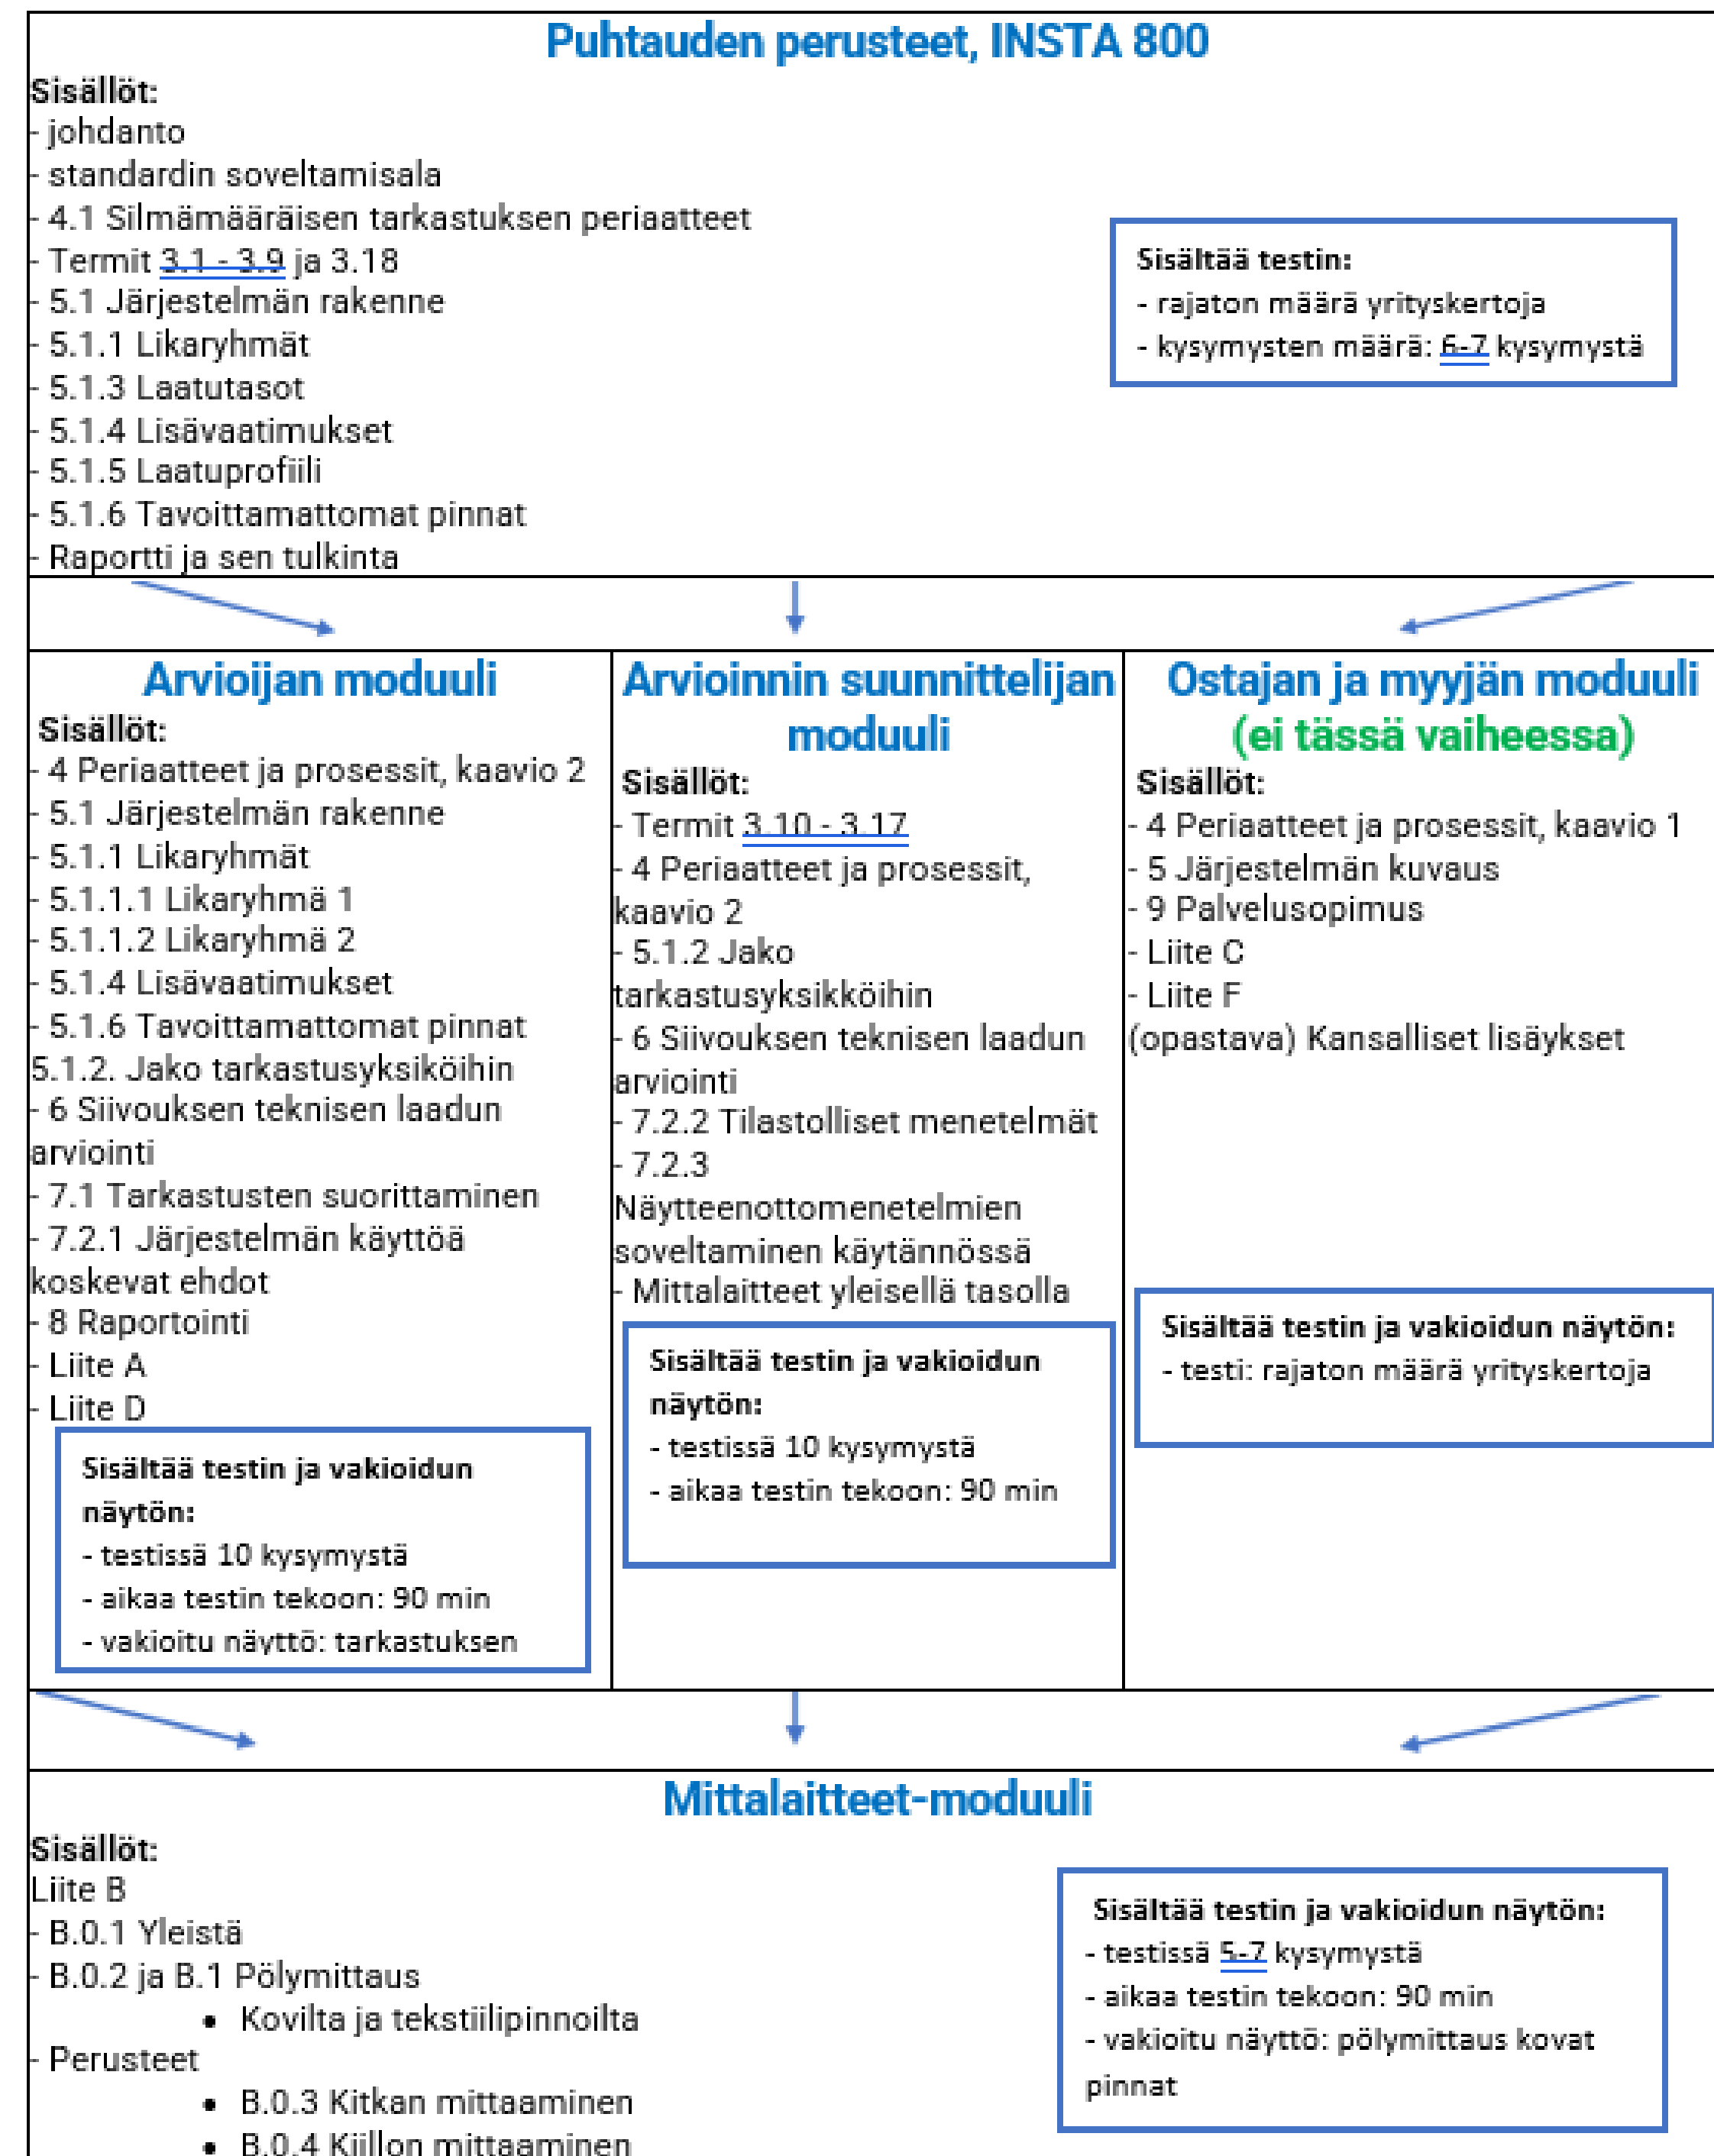 Puhtauden perusteet, INSTA 800
Sisällöt:
- johdanto
- standardin soveltamisala
- 4.1 Silmämääräisen tarkastuksen periaatteet
- Termit 3.1 - 3.9 ja 3.18
- 5.1 Järjestelmän rakenne
- 5.1.1 Likaryhmät
- 5.1.3 Laatutasot
- 5.1.4 Lisävaatimukset
- 5.1.5 Laatuprofiili
- 5.1.6 Tavoittamattomat pinnat
- Raportti ja sen tulkinta
Sisältää testin:
- rajaton määrä yrityskertoja
- kysymysten määrä: 6-7 kysymystä
Arvioijan moduuli
Sisällöt:
- 4 Periaatteet ja prosessit, kaavio 2
- 5.1 Järjestelmän rakenne
- 5.1.1 Likaryhmät
- 5.1.1.1 Likaryhmä 1
- 5.1.1.2 Likaryhmä 2
- 5.1.4 Lisävaatimukset
- 5.1.6 Tavoittamattomat pinnat
5.1.2. Jako tarkastusyksiköihin
- 6 Siivouksen teknisen laadun
arviointi
- 7.1 Tarkastusten suorittaminen
- 7.2.1 Järjestelmän käyttöä
koskevat ehdot
- 8 Raportointi
- Liite A
- Liite D
Sisältää testin ja vakioidun
näytön:
- testissä 10 kysymystä
- aikaa testin tekoon: 90 min
- vakioitu näyttö: tarkastuksen
Arvioinnin suunnittelijan
moduuli
Sisällöt:
- Termit 3.10 - 3.17
- 4 Periaatteet ja prosessit,
kaavio 2
- 5.1.2 Jako
tarkastusyksikköihin
- 6 Siivouksen teknisen laadun
arviointi
- 7.2.2 Tilastolliset menetelmät
- 7.2.3
Näytteenottomenetelmien
soveltaminen käytännössä
- Mittalaitteet yleisellä tasolla
Sisältää testin ja vakioidun
näytön:
- testissä 10 kysymystä
- aikaa testin tekoon: 90 min
Ostajan ja myyjän moduuli
(ei tässä vaiheessa)
Sisällöt:
- 4 Periaatteet ja prosessit, kaavio 1
- 5 Järjestelmän kuvaus
- 9 Palvelusopimus
- Liite C
- Liite F
(opastava) Kansalliset lisäykset
Sisältää testin ja vakioidun näytön:
- testi: rajaton määrä yrityskertoja
Mittalaitteet-moduuli
Sisällöt:
Liite B
- B.0.1 Yleistä
- B.0.2 ja B.1 Pölymittaus
• Kovilta ja tekstiilipinnoilta
- Perusteet
• B.0.3 Kitkan mittaaminen
• B.0.4 Kiillon mittaaminen
Sisältää testin ja vakioidun näytön:
- testissä 5-7 kysymystä
- aikaa testin tekoon: 90 min
- vakioitu näyttö: pölymittaus kovat
pinnat